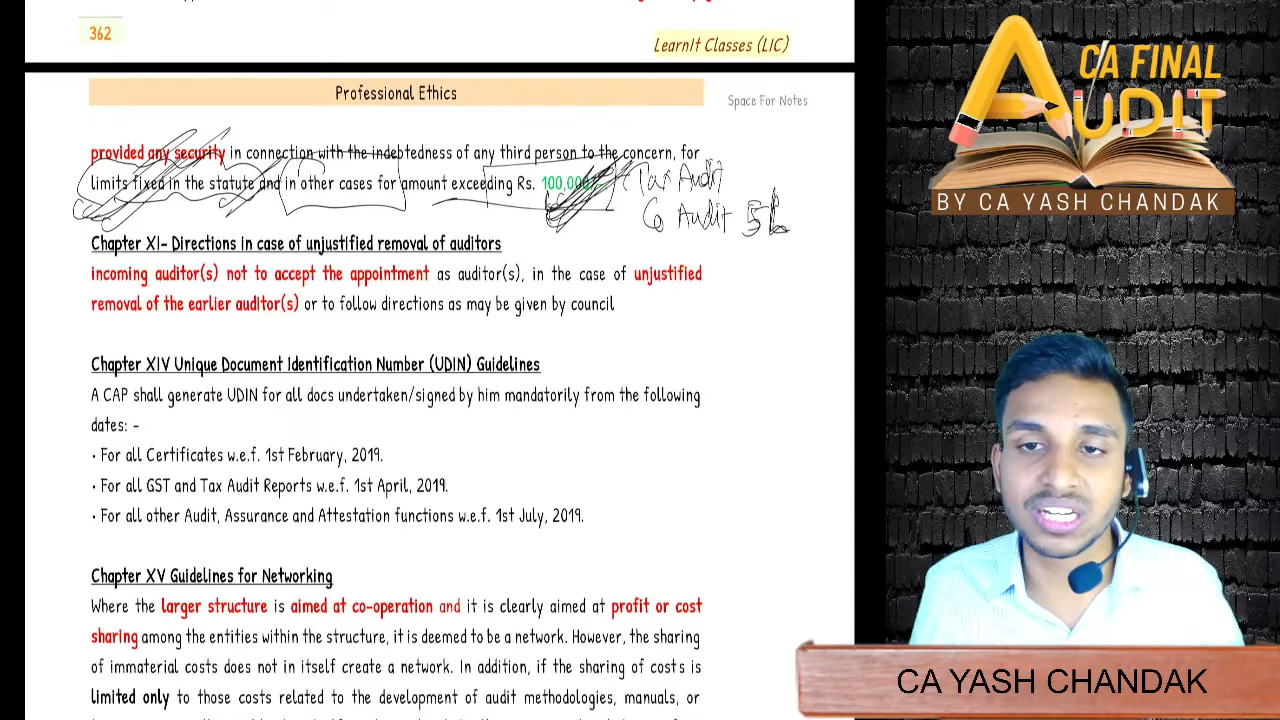 362
LearnIt Classes (LIC)
Professional Ethics
Space For Notes
provided any security in connection with the indebtedness of any third person to the concern, for
limits fixed in the statute and in other cases for amount exceeding Rs. 100,000
Tax Audit
Co Audit 5L
Chapter XI- Directions in case of unjustified removal of auditors
incoming auditor(s) not to accept the appointment as auditor(s), in the case of unjustified
removal of the earlier auditor(s) or to follow directions as may be given by council
Chapter XIV Unique Document Identification Number (UDIN) Guidelines
A CAP shall generate UDIN for all docs undertaken/signed by him mandatorily from the following
dates: -
• For all Certificates w.e.f. 1st February, 2019.
• For all GST and Tax Audit Reports w.e.f. 1st April, 2019.
• For all other Audit, Assurance and Attestation functions w.e.f. 1st July, 2019.
Chapter XV Guidelines for Networking
Where the larger structure is aimed at co-operation and it is clearly aimed at profit or cost
sharing among the entities within the structure, it is deemed to be a network. However, the sharing
of immaterial costs does not in itself create a network. In addition, if the sharing of costs is
limited only to those costs related to the development of audit methodologies, manuals, or
CA FINAL
AUDIT
BY CA YASH CHANDAK
CA YASH CHANDAK